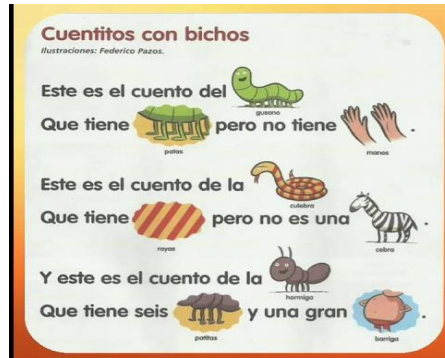 Cuentitos con bichos
Ilustraciones: Federico Pazos.
Este es el cuento del
gusano
Que tiene pero no tiene .
patas manos
Este es el cuento de la
culebra
Que tiene pero no es una .
rayas cebra
Y este es el cuento de la
hormiga
Que tiene seis y una gran .
patitas barriga